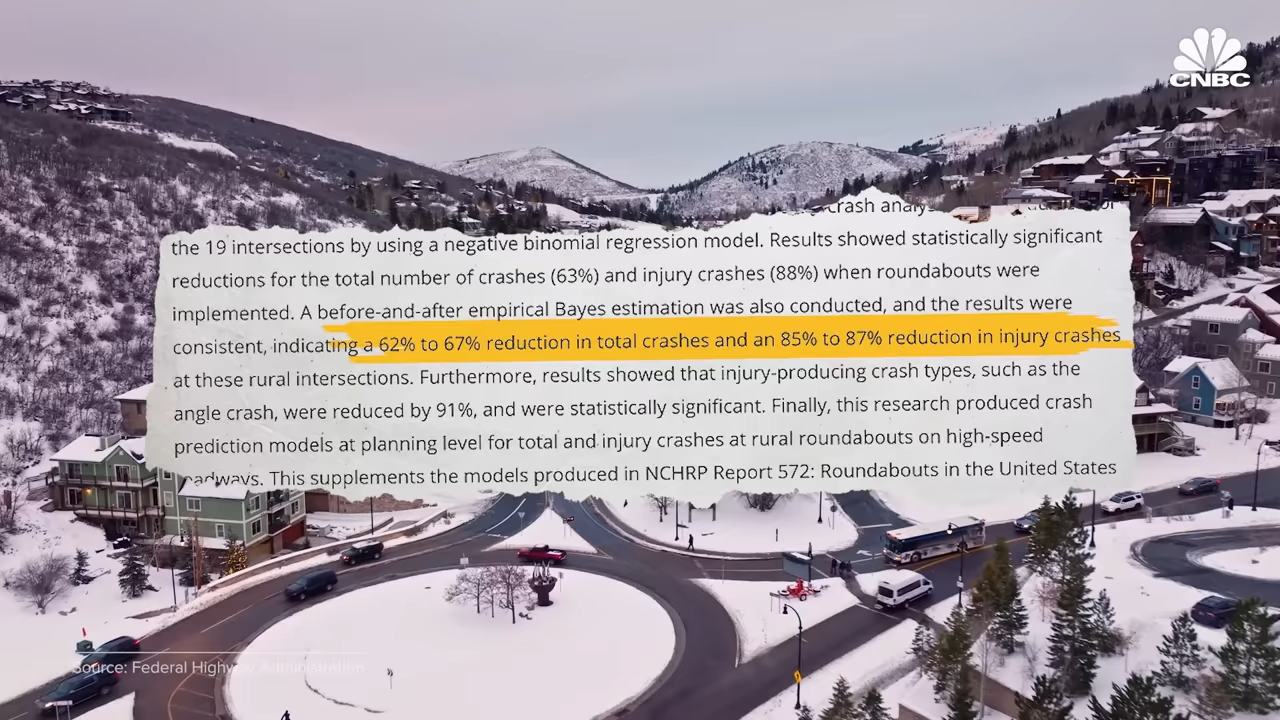 CNBC
crash analys
the 19 intersections by using a negative binomial regression model. Results showed statistically significant
reductions for the total number of crashes (63%) and injury crashes (88%) when roundabouts were
implemented. A before-and-after empirical Bayes estimation was also conducted, and the results were
consistent, indicating a 62% to 67% reduction in total crashes and an 85% to 87% reduction in injury crashes
at these rural intersections. Furthermore, results showed that injury-producing crash types, such as the
angle crash, were reduced by 91%, and were statistically significant. Finally, this research produced crash
prediction models at planning level for total and injury crashes at rural roundabouts on high-speed
This supplements the models produced in NCHRP Report 572: Roundabouts in the United States
Source: Federal Highway Administration